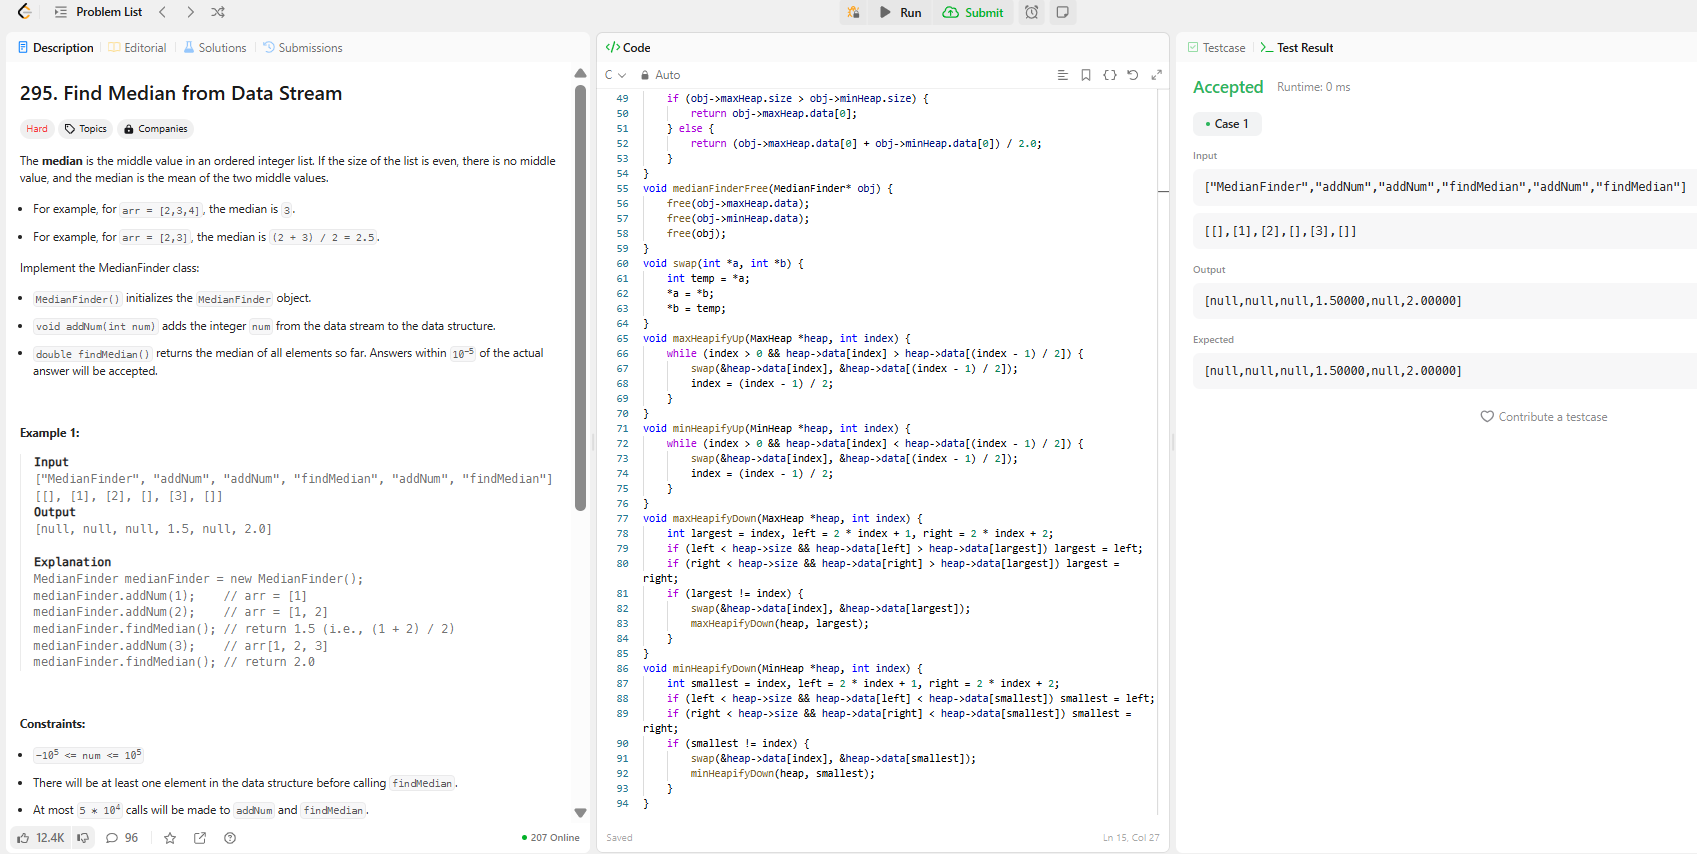 Problem List
Run
Submit
Description
Editorial
Solutions
Submissions
295. Find Median from Data Stream
Hard
Topics
Companies
The median is the middle value in an ordered integer list. If the size of the list is even, there is no middle
value, and the median is the mean of the two middle values.
• For example, for arr = [2,3,4], the median is 3.
• For example, for arr = [2,3], the median is (2 + 3) / 2 = 2.5.
Implement the MedianFinder class:
• MedianFinder() initializes the MedianFinder object.
• void addNum(int num) adds the integer num from the data stream to the data structure.
• double findMedian() returns the median of all elements so far. Answers within 10⁻⁵ of the actual
answer will be accepted.
Example 1:
Input
["MedianFinder", "addNum", "addNum", "findMedian", "addNum", "findMedian"]
[[], [1], [2], [], [3], []]
Output
[null, null, null, 1.5, null, 2.0]
Explanation
MedianFinder medianFinder = new MedianFinder();
medianFinder.addNum(1);    // arr = [1]
medianFinder.addNum(2);    // arr = [1, 2]
medianFinder.findMedian(); // return 1.5 (i.e., (1 + 2) / 2)
medianFinder.addNum(3);    // arr[1, 2, 3]
medianFinder.findMedian(); // return 2.0
Constraints:
• -10⁵ <= num <= 10⁵
• There will be at least one element in the data structure before calling findMedian.
• At most 5 * 10⁴ calls will be made to addNum and findMedian.
12.4K
96
207 Online
</> Code
C
Auto
49    if (obj->maxHeap.size > obj->minHeap.size) {
50        return obj->maxHeap.data[0];
51    } else {
52        return (obj->maxHeap.data[0] + obj->minHeap.data[0]) / 2.0;
53    }
54 }
55 void medianFinderFree(MedianFinder* obj) {
56    free(obj->maxHeap.data);
57    free(obj->minHeap.data);
58    free(obj);
59 }
60 void swap(int *a, int *b) {
61    int temp = *a;
62    *a = *b;
63    *b = temp;
64 }
65 void maxHeapifyUp(MaxHeap *heap, int index) {
66    while (index > 0 && heap->data[index] > heap->data[(index - 1) / 2]) {
67        swap(&heap->data[index], &heap->data[(index - 1) / 2]);
68        index = (index - 1) / 2;
69    }
70 }
71 void minHeapifyUp(MinHeap *heap, int index) {
72    while (index > 0 && heap->data[index] < heap->data[(index - 1) / 2]) {
73        swap(&heap->data[index], &heap->data[(index - 1) / 2]);
74        index = (index - 1) / 2;
75    }
76 }
77 void maxHeapifyDown(MaxHeap *heap, int index) {
78    int largest = index, left = 2 * index + 1, right = 2 * index + 2;
79    if (left < heap->size && heap->data[left] > heap->data[largest]) largest = left;
80    if (right < heap->size && heap->data[right] > heap->data[largest]) largest =
right;
81    if (largest != index) {
82        swap(&heap->data[index], &heap->data[largest]);
83        maxHeapifyDown(heap, largest);
84    }
85 }
86 void minHeapifyDown(MinHeap *heap, int index) {
87    int smallest = index, left = 2 * index + 1, right = 2 * index + 2;
88    if (left < heap->size && heap->data[left] < heap->data[smallest]) smallest = left;
89    if (right < heap->size && heap->data[right] < heap->data[smallest]) smallest =
right;
90    if (smallest != index) {
91        swap(&heap->data[index], &heap->data[smallest]);
92        minHeapifyDown(heap, smallest);
93    }
94 }
Saved
Ln 15, Col 27
Testcase
Test Result
Accepted
Runtime: 0 ms
• Case 1
Input
["MedianFinder","addNum","addNum","findMedian","addNum","findMedian"]
[[],[1],[2],[],[3],[]]
Output
[null,null,null,1.50000,null,2.00000]
Expected
[null,null,null,1.50000,null,2.00000]
Contribute a testcase